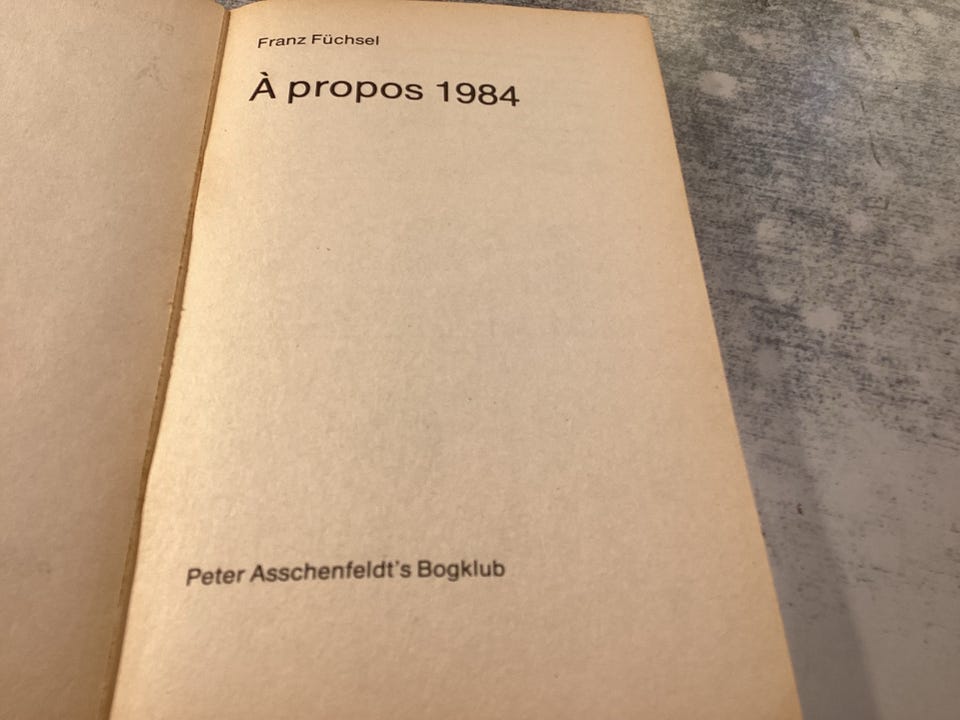 Franz Füchsel
À propos 1984
Peter Asschenfeldt's Bogklub